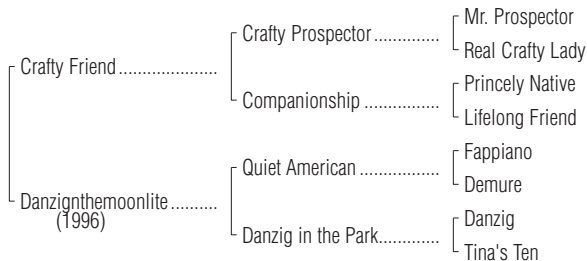 Mr. Prospector
Crafty Prospector ..............
Real Crafty Lady
Crafty Friend .....................
Princely Native
Companionship ................
Lifelong Friend
Fappiano
Quiet American .................
Demure
Danzignthemoonlite ..........
(1996)
Danzig
Danzig in the Park.............
Tina's Ten